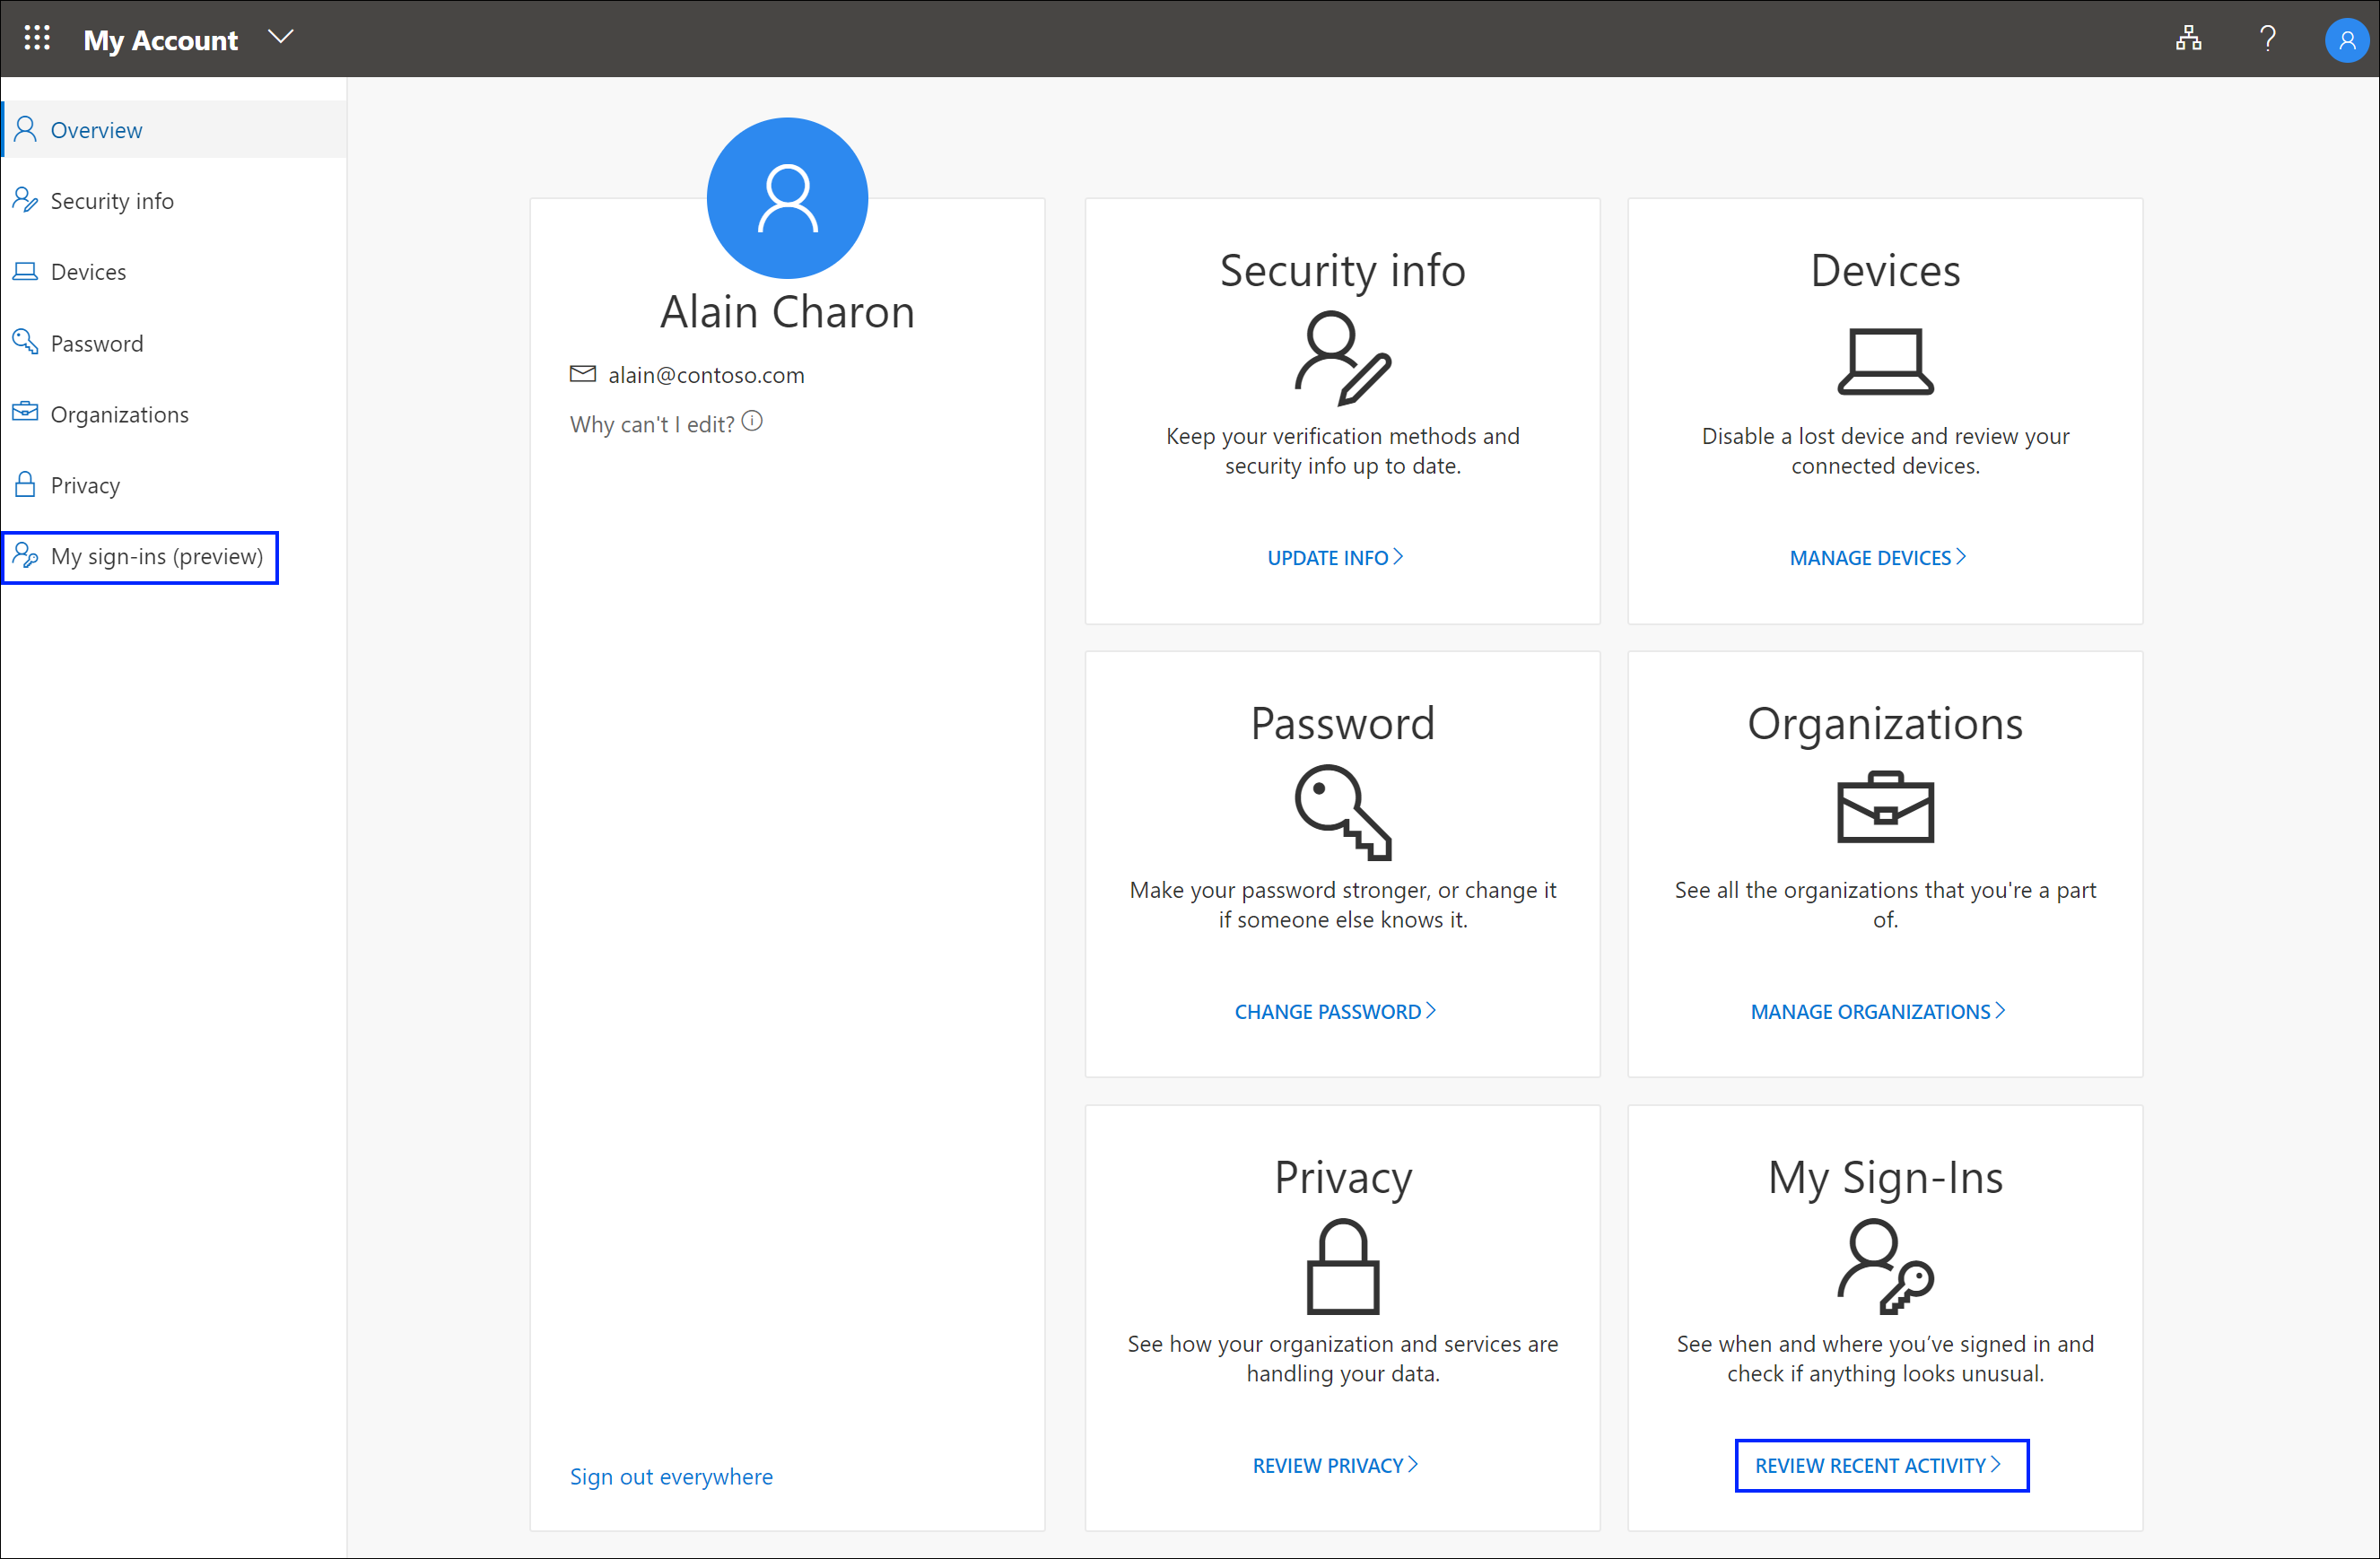 My Account
Overview
Security info
Devices
Password
Organizations
Privacy
My sign-ins (preview)
Alain Charon
alain@contoso.com
Why can't I edit?
Sign out everywhere
Security info
Keep your verification methods and
security info up to date.
UPDATE INFO
Devices
Disable a lost device and review your
connected devices.
MANAGE DEVICES
Password
Make your password stronger, or change it
if someone else knows it.
CHANGE PASSWORD
Organizations
See all the organizations that you're a part
of.
MANAGE ORGANIZATIONS
Privacy
See how your organization and services are
handling your data.
REVIEW PRIVACY
My Sign-Ins
See when and where you’ve signed in and
check if anything looks unusual.
REVIEW RECENT ACTIVITY